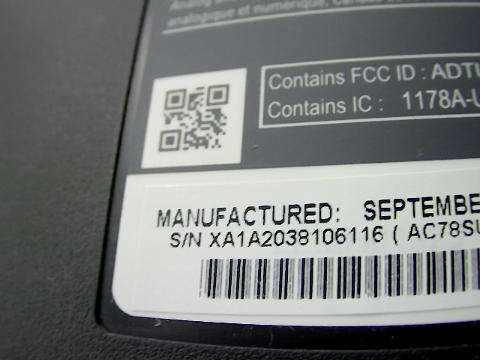 analogique et numérique,
Contains FCC ID : ADTU
Contains IC : 1178A-U
MANUFACTURED: SEPTEMBE
S/N XA1A2038106116 ( AC78SU